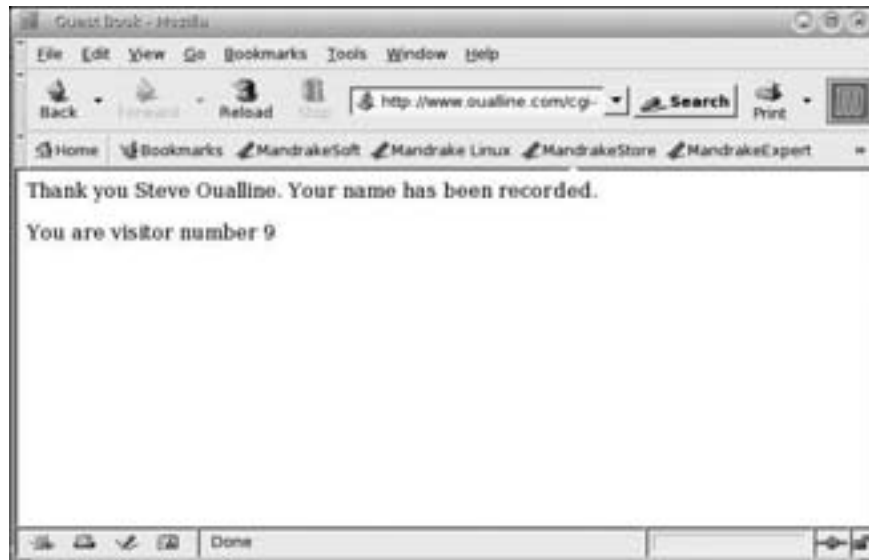 Guest Book - Mozilla
File Edit View Go Bookmarks Tools Window Help
Back Forward Reload Stop http://www.oualline.com/cgi- Search Print
Home Bookmarks MandrakeSoft Mandrake Linux MandrakeStore MandrakeExpert
Thank you Steve Oualline. Your name has been recorded.
You are visitor number 9
Done